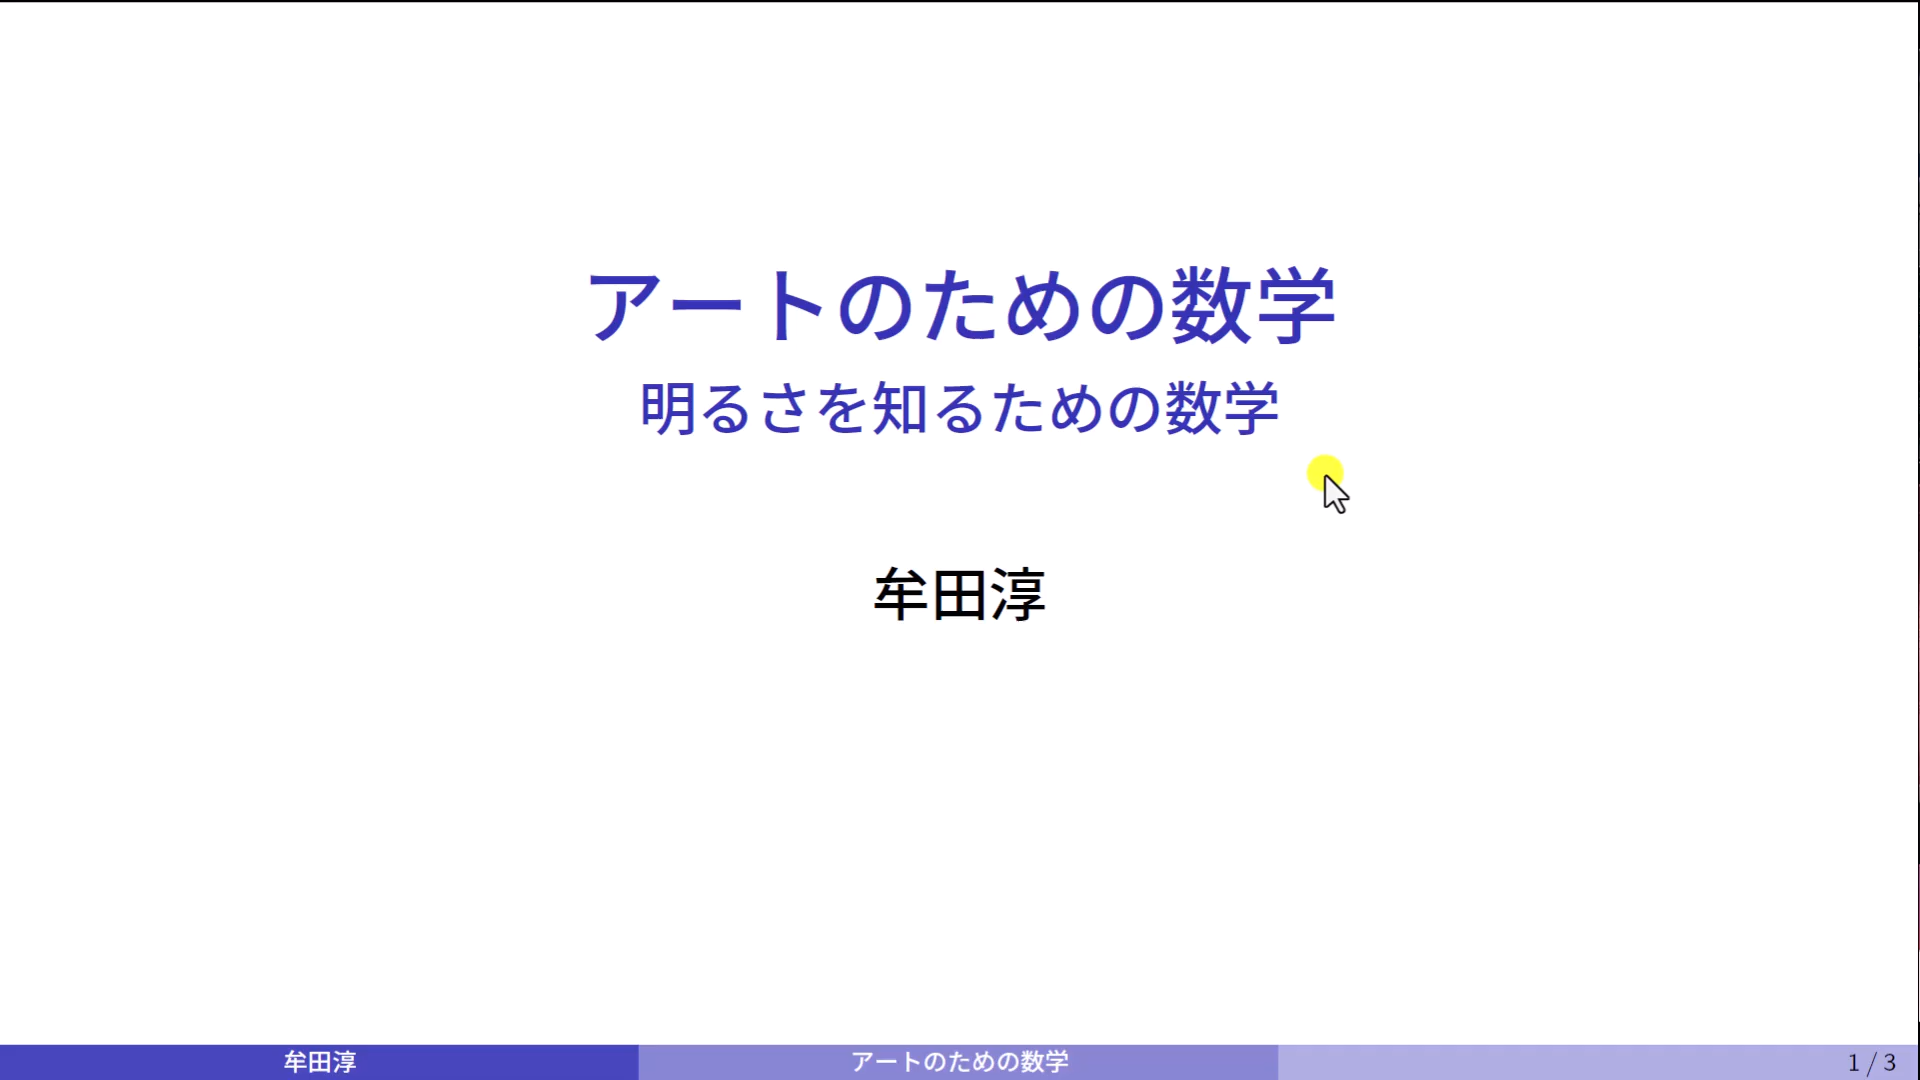 アートのための数学
明るさを知るための数学
牟田淳
牟田淳
アートのための数学
1 / 3